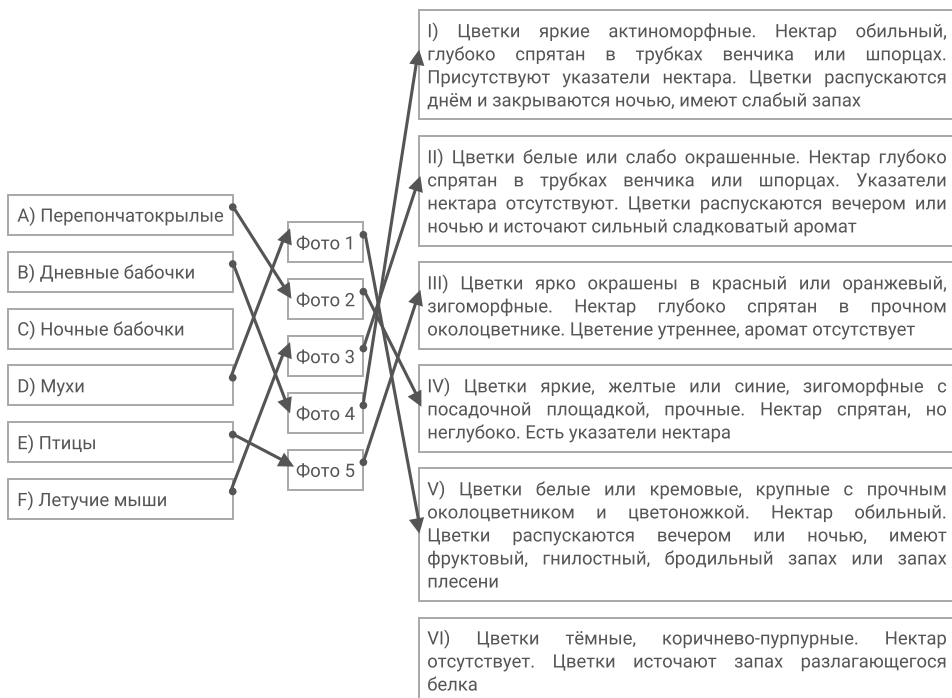 A) Перепончатокрылые
B) Дневные бабочки
C) Ночные бабочки
D) Мухи
E) Птицы
F) Летучие мыши
Фото 1
Фото 2
Фото 3
Фото 4
Фото 5
I) Цветки яркие актиноморфные. Нектар обильный,
глубоко спрятан в трубках венчика или шпорцах.
Присутствуют указатели нектара. Цветки распускаются
днём и закрываются ночью, имеют слабый запах
II) Цветки белые или слабо окрашенные. Нектар глубоко
спрятан в трубках венчика или шпорцах. Указатели
нектара отсутствуют. Цветки распускаются вечером или
ночью и источают сильный сладковатый аромат
III) Цветки ярко окрашены в красный или оранжевый,
зигоморфные. Нектар глубоко спрятан в прочном
околоцветнике. Цветение утреннее, аромат отсутствует
IV) Цветки яркие, желтые или синие, зигоморфные с
посадочной площадкой, прочные. Нектар спрятан, но
неглубоко. Есть указатели нектара
V) Цветки белые или кремовые, крупные с прочным
околоцветником и цветоножкой. Нектар обильный.
Цветки распускаются вечером или ночью, имеют
фруктовый, гнилостный, бродильный запах или запах
плесени
VI) Цветки тёмные, коричнево-пурпурные. Нектар
отсутствует. Цветки источают запах разлагающегося
белка